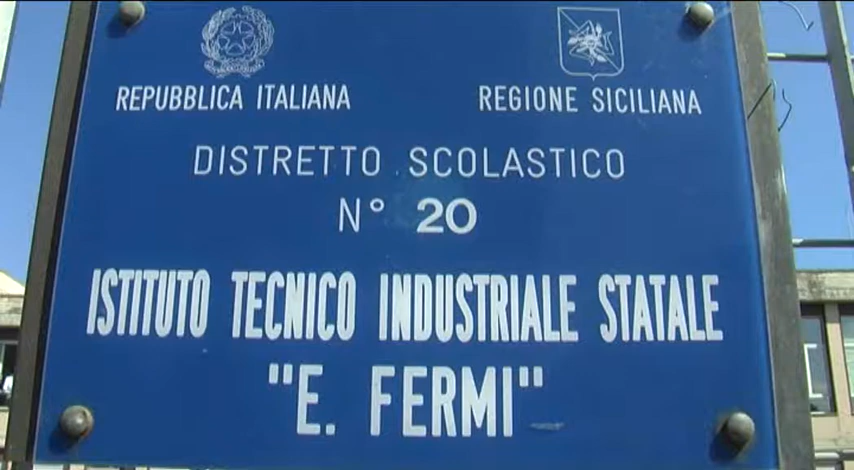 REPUBBLICA ITALIANA REGIONE SICILIANA
DISTRETTO SCOLASTICO
N° 20
ISTITUTO TECNICO INDUSTRIALE STATALE
"E. FERMI"